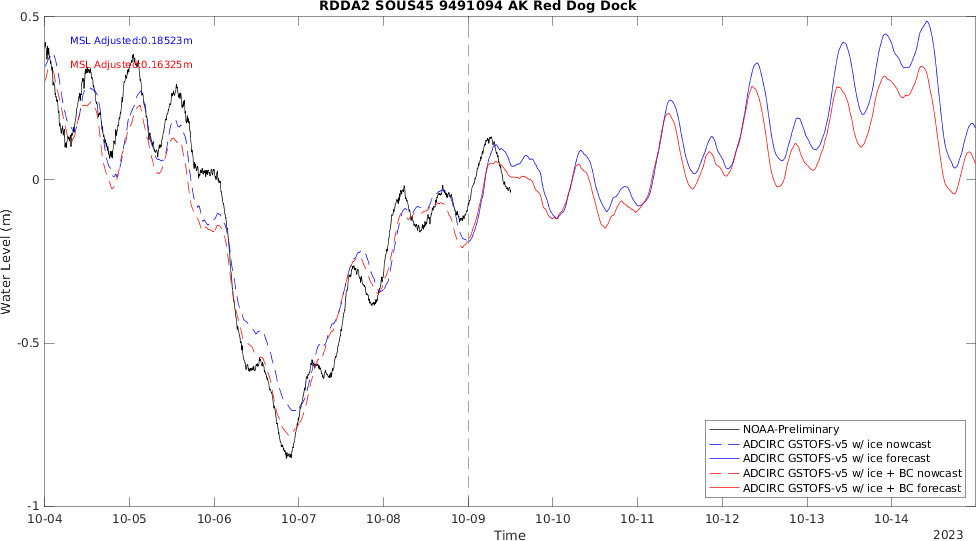 RDDA2 SOUS45 9491094 AK Red Dog Dock
0.5
MSL Adjusted:0.18523m
MSL Adjusted:0.16325m
0
Water Level (m)
-0.5
NOAA-Preliminary
ADCIRC GSTOFS-v5 w/ ice nowcast
ADCIRC GSTOFS-v5 w/ ice forecast
ADCIRC GSTOFS-v5 w/ ice + BC nowcast
ADCIRC GSTOFS-v5 w/ ice + BC forecast
-1
10-04 10-05 10-06 10-07 10-08 10-09 10-10 10-11 10-12 10-13 10-14
Time
2023